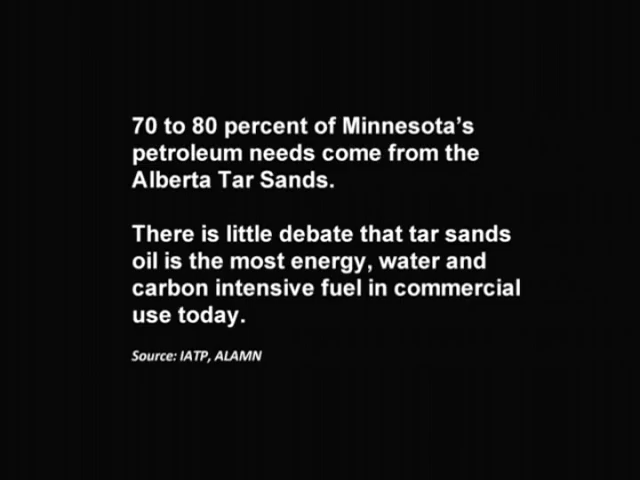 70 to 80 percent of Minnesota's
petroleum needs come from the
Alberta Tar Sands.
There is little debate that tar sands
oil is the most energy, water and
carbon intensive fuel in commercial
use today.
Source: IATP, ALAMN